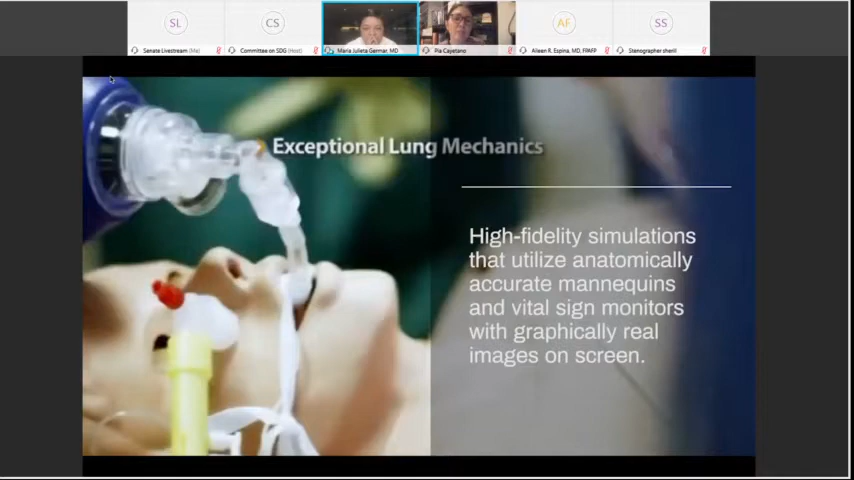 SL
CS
AF
SS
Senate Livestream (Me)
Committee on SDG (Host)
Maria Julieta Germar, MD
Pia Cayetano
Aileen R. Espina, MD, FPAFP
Stenographer sherill
Exceptional Lung Mechanics
High-fidelity simulations
that utilize anatomically
accurate mannequins
and vital sign monitors
with graphically real
images on screen.